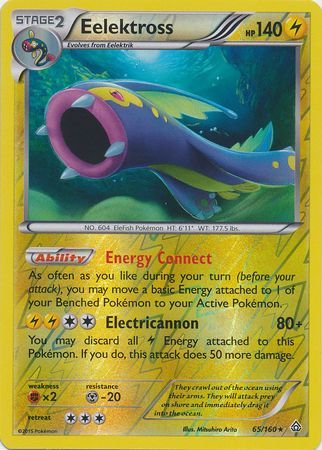 STAGE2 Eelektross HP140
Evolves from Eelektrik
NO. 604 EleFish Pokémon HT: 6'11" WT: 177.5 lbs.
Ability Energy Connect
As often as you like during your turn (before your
attack), you may move a basic Energy attached to 1 of
your Benched Pokémon to your Active Pokémon.
Electricannon 80+
You may discard all Energy attached to this
Pokémon. If you do, this attack does 50 more damage.
weakness resistance
×2 -20
retreat
They crawl out of the ocean using
their arms. They will attack prey
on shore and immediately drag it
into the ocean.
©2015 Pokémon Illus. Mitsuhiro Arita 65/160★